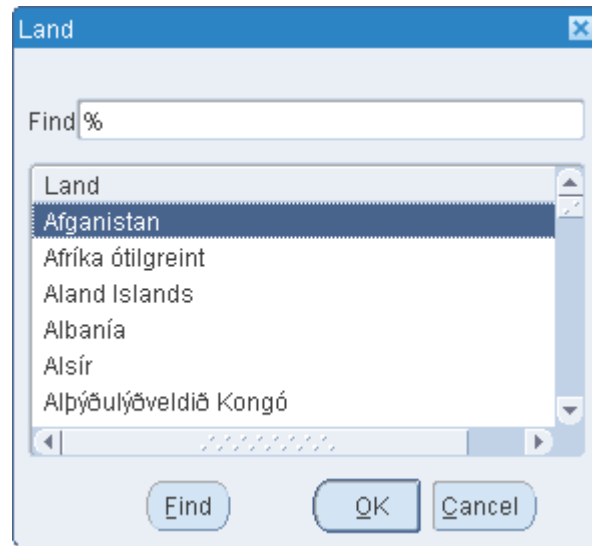 Land
Find %
Land
Afganistan
Afríka ótilgreint
Aland Islands
Albanía
Alsír
Alþýðulýðveldið Kongó
Find OK Cancel